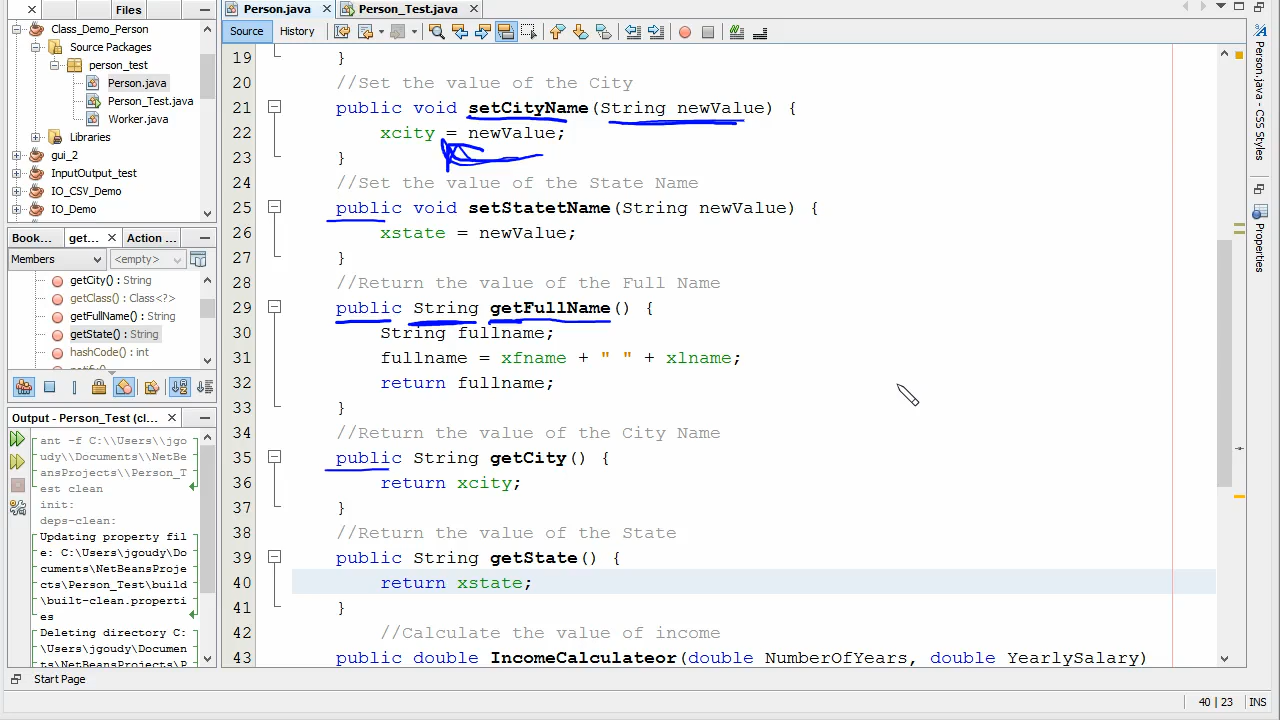 Files
Person.java
Person_Test.java
Class_Demo_Person
Source Packages
person_test
Person.java
Person_Test.java
Worker.java
Libraries
gui_2
InputOutput_test
IO_CSV_Demo
IO_Demo
Book...
get...
Action ...
Members
<empty>
getCity() : String
getClass() : Class<?>
getFullName() : String
getState() : String
hashCode() : int
Output - Person_Test (cl...
ant -f C:\\Users\\jgo
udy\\Documents\\NetBe
ansProjects\\Person_T
est clean
init:
deps-clean:
Updating property fil
e: C:\Users\jgoudy\Do
cuments\NetBeansProje
cts\Person_Test\build
\built-clean.properti
es
Deleting directory C:
\Users\jgoudy\Documen
ts\NetBeansProjects\P
Source
History
19 }
20 //Set the value of the City
21 public void setCityName(String newValue) {
22 xcity = newValue;
23 }
24 //Set the value of the State Name
25 public void setStatetName(String newValue) {
26 xstate = newValue;
27 }
28 //Return the value of the Full Name
29 public String getFullName() {
30 String fullname;
31 fullname = xfname + " " + xlname;
32 return fullname;
33 }
34 //Return the value of the City Name
35 public String getCity() {
36 return xcity;
37 }
38 //Return the value of the State
39 public String getState() {
40 return xstate;
41 }
42 //Calculate the value of income
43 public double IncomeCalculateor(double NumberOfYears, double YearlySalary)
Person.java - CSS Styles
Properties
Start Page
40 | 23
INS